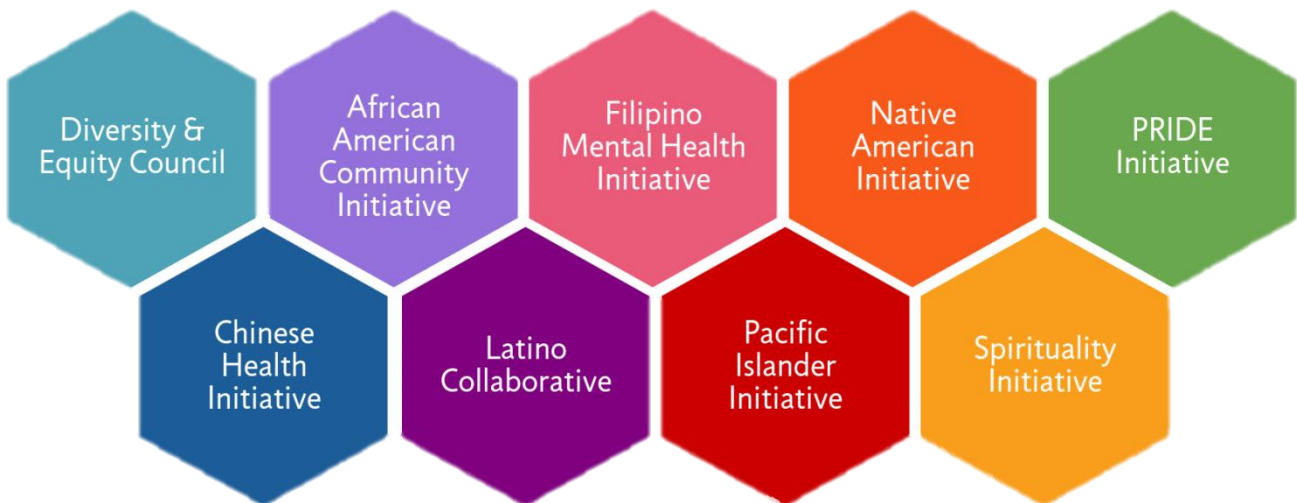 Diversity &
Equity Council
African
American
Community
Initiative
Filipino
Mental Health
Initiative
Native
American
Initiative
PRIDE
Initiative
Chinese
Health
Initiative
Latino
Collaborative
Pacific
Islander
Initiative
Spirituality
Initiative